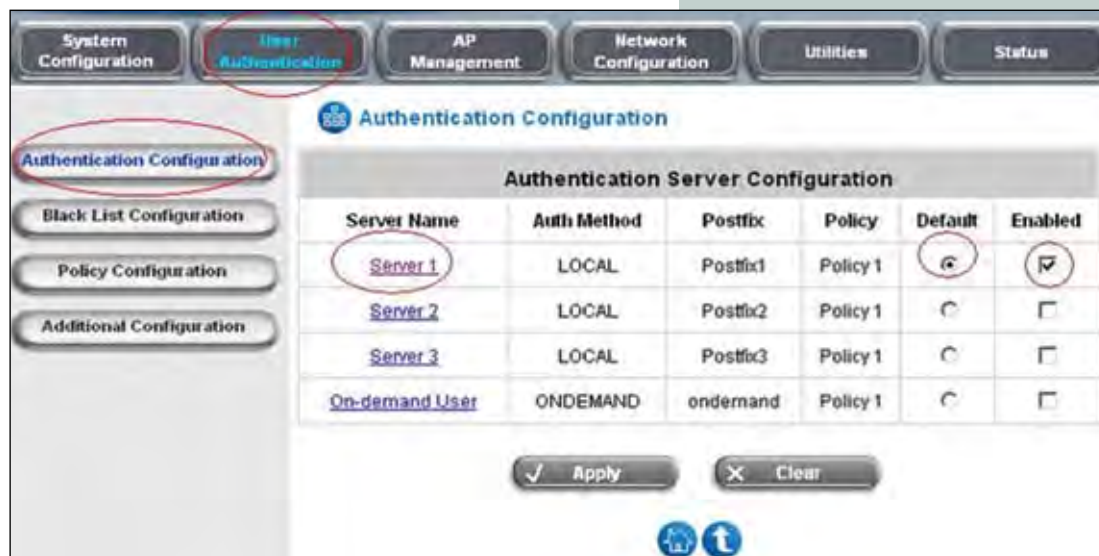 System Configuration
User Authentication
AP Management
Network Configuration
Utilities
Status
Authentication Configuration
Black List Configuration
Policy Configuration
Additional Configuration
Authentication Configuration
Authentication Server Configuration
Server Name Auth Method Postfix Policy Default Enabled
Server 1 LOCAL Postfix1 Policy 1
Server 2 LOCAL Postfix2 Policy 1
Server 3 LOCAL Postfix3 Policy 1
On-demand User ONDEMAND ondemand Policy 1
Apply
Clear